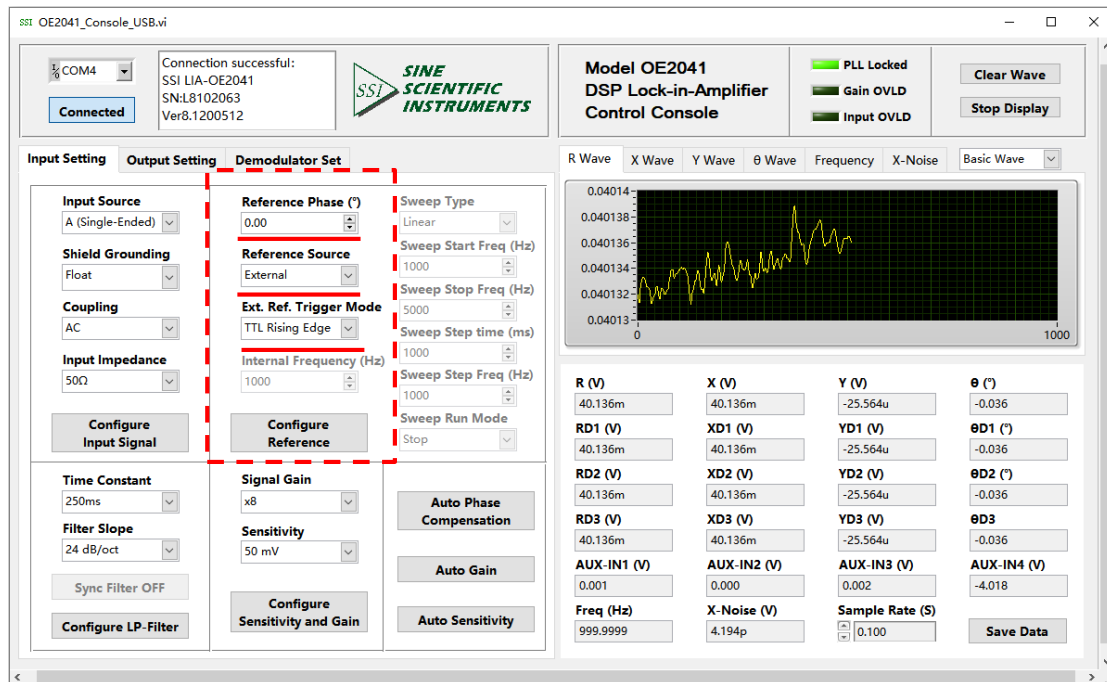 SSI OE2041_Console_USB.vi
COM4
Connected
Connection successful:
SSI LIA-OE2041
SN:L8102063
Ver8.1200512
SSI
SINE
SCIENTIFIC
INSTRUMENTS
Model OE2041
DSP Lock-in-Amplifier
Control Console
PLL Locked
Gain OVLD
Input OVLD
Clear Wave
Stop Display
Input Setting
Output Setting
Demodulator Set
Input Source
A (Single-Ended)
Shield Grounding
Float
Coupling
AC
Input Impedance
50Ω
Configure
Input Signal
Reference Phase (°)
0.00
Reference Source
External
Ext. Ref. Trigger Mode
TTL Rising Edge
Internal Frequency (Hz)
1000
Configure
Reference
Sweep Type
Linear
Sweep Start Freq (Hz)
1000
Sweep Stop Freq (Hz)
5000
Sweep Step time (ms)
1000
Sweep Step Freq (Hz)
1000
Sweep Run Mode
Stop
Time Constant
250ms
Filter Slope
24 dB/oct
Sync Filter OFF
Configure LP-Filter
Signal Gain
x8
Sensitivity
50 mV
Configure
Sensitivity and Gain
Auto Phase
Compensation
Auto Gain
Auto Sensitivity
R Wave X Wave Y Wave θ Wave Frequency X-Noise Basic Wave
0.04014
0.040138
0.040136
0.040134
0.040132
0.04013
0 1000
R (V) X (V) Y (V) θ (°)
40.136m 40.136m -25.564u -0.036
RD1 (V) XD1 (V) YD1 (V) θD1 (°)
40.136m 40.136m -25.564u -0.036
RD2 (V) XD2 (V) YD2 (V) θD2 (°)
40.136m 40.136m -25.564u -0.036
RD3 (V) XD3 (V) YD3 (V) θD3
40.136m 40.136m -25.564u -0.036
AUX-IN1 (V) AUX-IN2 (V) AUX-IN3 (V) AUX-IN4 (V)
0.001 0.000 0.002 -4.018
Freq (Hz) X-Noise (V) Sample Rate (S)
999.9999 4.194p 0.100 Save Data